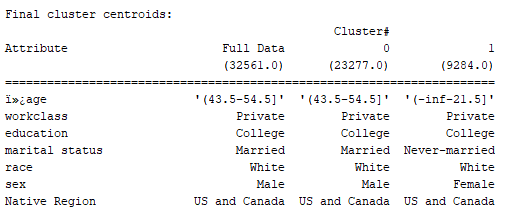 Final cluster centroids:
Cluster#
Attribute Full Data 0 1
(32561.0) (23277.0) (9284.0)
==========================================================================
ï»¿age '(43.5-54.5]' '(43.5-54.5]' '(-inf-21.5]'
workclass Private Private Private
education College College College
marital status Married Married Never-married
race White White White
sex Male Male Female
Native Region US and Canada US and Canada US and Canada